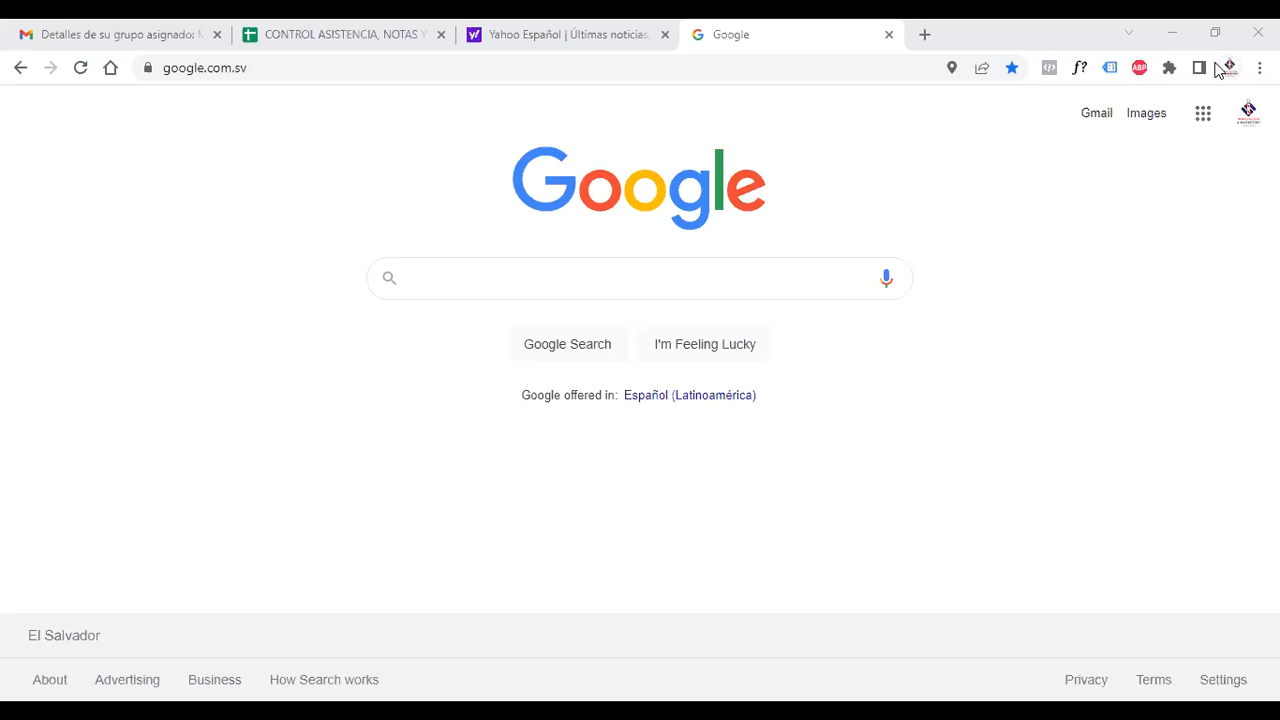 Detalles de su grupo asignado:
CONTROL ASISTENCIA, NOTAS Y
Yahoo Español | Últimas noticias,
Google
google.com.sv
f?
ABP
Gmail
Images
Google
Google Search
I'm Feeling Lucky
Google offered in: Español (Latinoamérica)
El Salvador
About
Advertising
Business
How Search works
Privacy
Terms
Settings